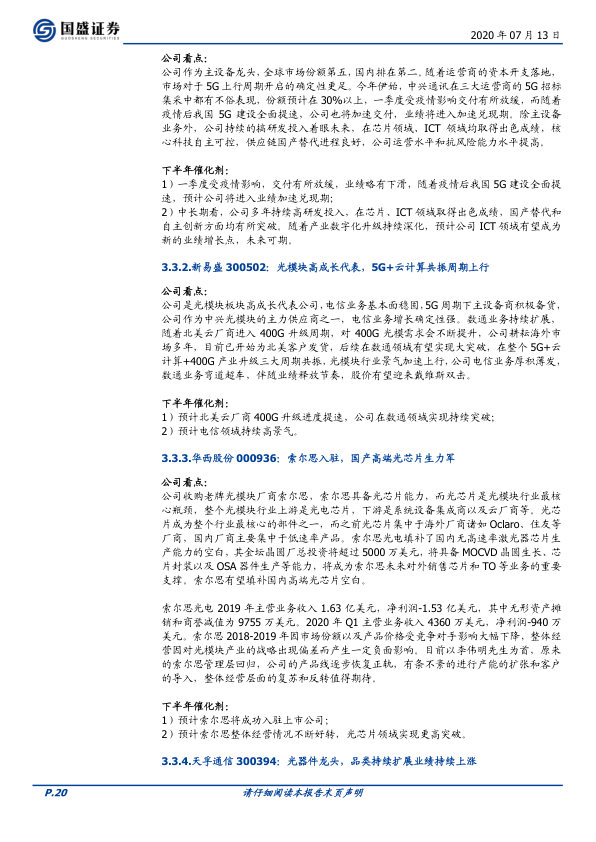 国盛证券
GUOSHENG SECURITIES
2020 年 07 月 13 日
公司看点：
公司作为主设备龙头，全球市场份额第五，国内排在第二。随着运营商的资本开支落地，
市场对于 5G 上行周期开启的确定性更足。今年伊始，中兴通讯在三大运营商的 5G 招标
集采中都有不俗表现，份额预计在 30%以上，一季度受疫情影响交付有所放缓，而随着
疫情后我国 5G 建设全面提速，公司也将加速交付，业绩将进入加速兑现期。除主设备
业务外，公司持续的搞研发投入着眼未来，在芯片领域、ICT 领域均取得出色成绩，核
心科技自主可控，供应链国产替代进程良好，公司运营水平和抗风险能力水平提高。
下半年催化剂：
1）一季度受疫情影响，交付有所放缓，业绩略有下滑，随着疫情后我国 5G 建设全面提
速，预计公司将进入业绩加速兑现期；
2）中长期看，公司多年持续高研发投入，在芯片、ICT 领域取得出色成绩，国产替代和
自主创新方面均有所突破。随着产业数字化升级持续深化，预计公司 ICT 领域有望成为
新的业绩增长点，未来可期。
3.3.2.新易盛 300502：光模块高成长代表，5G+云计算共振周期上行
公司看点：
公司是光模块板块高成长代表公司，电信业务基本面稳固，5G 周期下主设备商积极备货，
公司作为中兴光模块的主力供应商之一，电信业务增长确定性强。数通业务持续扩展，
随着北美云厂商进入 400G 升级周期，对 400G 光模需求会不断提升，公司耕耘海外市
场多年，目前已开始为北美客户发货，后续在数通领域有望实现大突破，在整个 5G+云
计算+400G 产业升级三大周期共振，光模块行业景气加速上行，公司电信业务厚积薄发，
数通业务弯道超车，伴随业绩释放节奏，股价有望迎来戴维斯双击。
下半年催化剂：
1）预计北美云厂商 400G 升级进度提速，公司在数通领域实现持续突破；
2）预计电信领域持续高景气。
3.3.3.华西股份 000936：索尔思入驻，国产高端光芯片生力军
公司看点：
公司收购老牌光模块厂商索尔思，索尔思具备光芯片能力，而光芯片是光模块行业最核
心瓶颈，整个光模块行业上游是光电芯片，下游是系统设备集成商以及云厂商等。光芯
片成为整个行业最核心的部件之一，而之前光芯片集中于海外厂商诸如 Oclaro、住友等
厂商，国内厂商主要集中于低速率产品。索尔思光电填补了国内无高速率激光器芯片生
产能力的空白，其金坛晶圆厂总投资将超过 5000 万美元，将具备 MOCVD 晶圆生长、芯
片封装以及 OSA 器件生产等能力，将成为索尔思未来对外销售芯片和 TO 等业务的重要
支撑。索尔思有望填补国内高端光芯片空白。
索尔思光电 2019 年主营业务收入 1.63 亿美元，净利润-1.53 亿美元，其中无形资产摊
销和商誉减值为 9755 万美元。2020 年 Q1 主营业务收入 4360 万美元，净利润-940 万
美元。索尔思 2018-2019 年因市场份额以及产品价格受竞争对手影响大幅下降，整体经
营因对光模块产业的战略出现偏差而产生一定负面影响。目前以李伟明先生为首，原来
的索尔思管理层回归，公司的产品线逐步恢复正轨，有条不紊的进行产能的扩张和客户
的导入，整体经营层面的复苏和反转值得期待。
下半年催化剂：
1）预计索尔思将成功入驻上市公司；
2）预计索尔思整体经营情况不断好转，光芯片领域实现更高突破。
3.3.4.天孚通信 300394：光器件龙头，品类持续扩展业绩持续上涨
P.20
请仔细阅读本报告末页声明